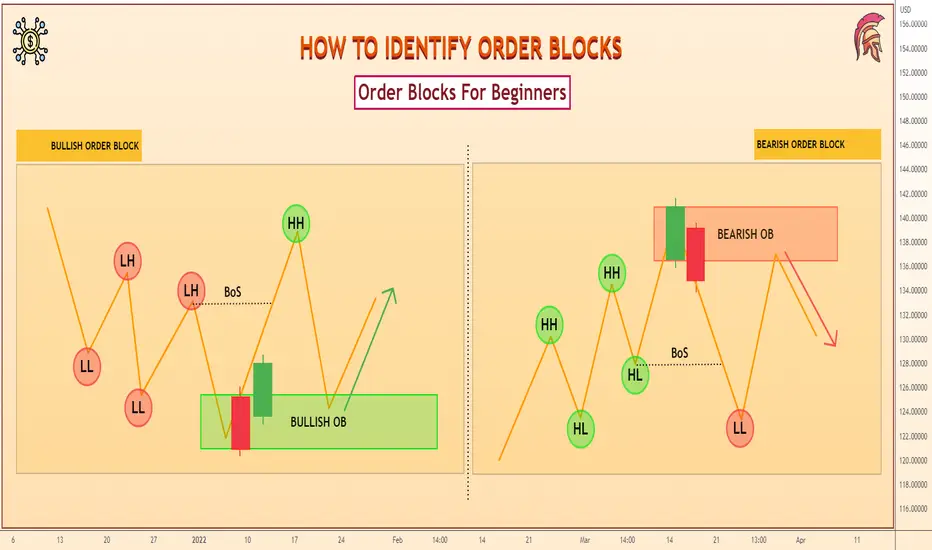 HOW TO IDENTIFY ORDER BLOCKS
Order Blocks For Beginners
BULLISH ORDER BLOCK
LH
LH
HH
BoS
LL
LL
BULLISH OB
BEARISH ORDER BLOCK
BEARISH OB
HH
HH
BoS
HL
HL
LL
USD
156.00000
154.00000
152.00000
150.00000
148.00000
146.00000
144.00000
142.00000
140.00000
138.00000
136.00000
134.00000
132.00000
130.00000
128.00000
126.00000
124.00000
122.00000
120.00000
118.00000
116.00000
6 13 20 27 2022 10 17 24 Feb 14:00 14 21 Mar 14:00 14 21 13:00 Apr 11
$